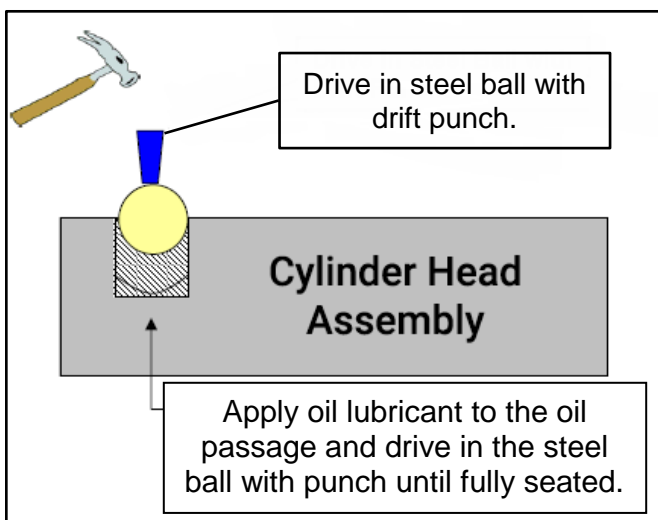 Drive in steel ball with
drift punch.
Cylinder Head
Assembly
Apply oil lubricant to the oil
passage and drive in the steel
ball with punch until fully seated.